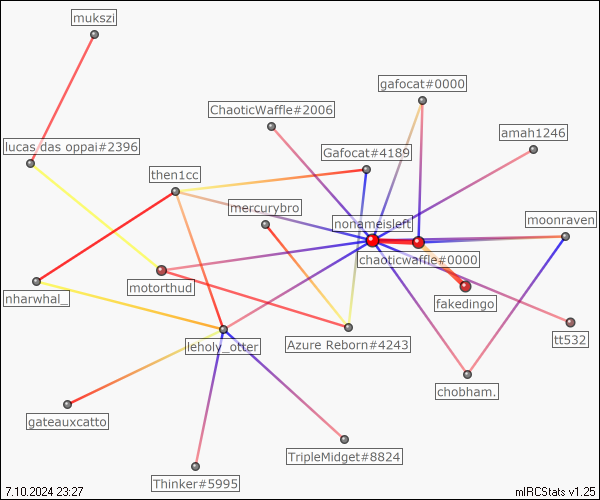 mukszi
gafocat#0000
ChaoticWaffle#2006
amah1246
lucas das oppai#2396
Gafocat#4189
then1cc
mercurybro
nonameisleft
moonraven
chaoticwaffle#0000
nharwhal_
motorthud
fakedingo
leholy_otter
Azure Reborn#4243
tt532
chobham.
gateauxcatto
TripleMidget#8824
Thinker#5995
7.10.2024 23:27
mIRCStats v1.25